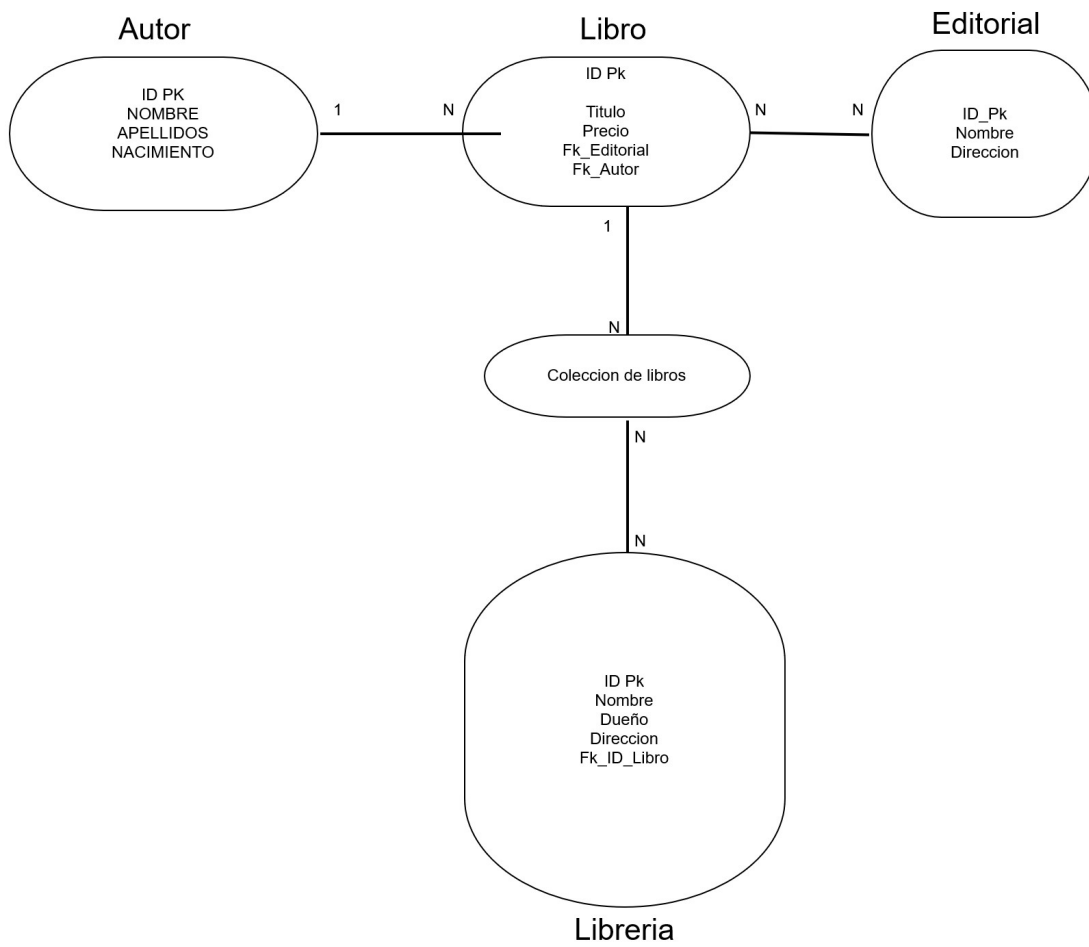 Autor
Libro
Editorial
ID PK
NOMBRE
APELLIDOS
NACIMIENTO
1
N
ID Pk
Titulo
Precio
Fk_Editorial
Fk_Autor
N
N
ID_Pk
Nombre
Direccion
1
N
Coleccion de libros
N
N
ID Pk
Nombre
Dueño
Direccion
Fk_ID_Libro
Libreria